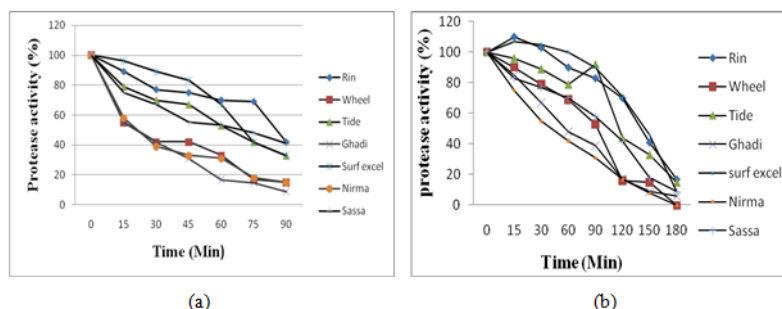 120
100
80
60
40
20
0
Protease activity (%)
0 15 30 45 60 75 90
Time (Min)
Rin
Wheel
Tide
Ghadi
Surf excel
Nirma
Sassa
(a)
120
100
80
60
40
20
0
protease activity (%)
0 15 30 60 90 120 150 180
Time (Min)
Rin
Wheel
Tide
Ghadi
surf excel
Nirma
Sassa
(b)